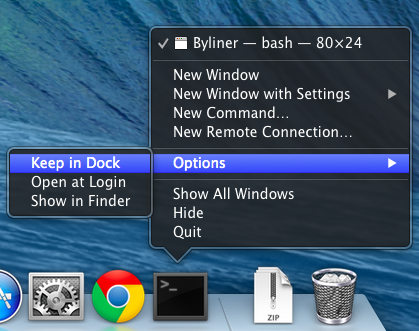 ✓ Byliner — bash — 80×24
New Window
New Window with Settings ▶
New Command...
New Remote Connection...
Options ▶
Keep in Dock
Open at Login
Show in Finder
Show All Windows
Hide
Quit
>_
ZIP